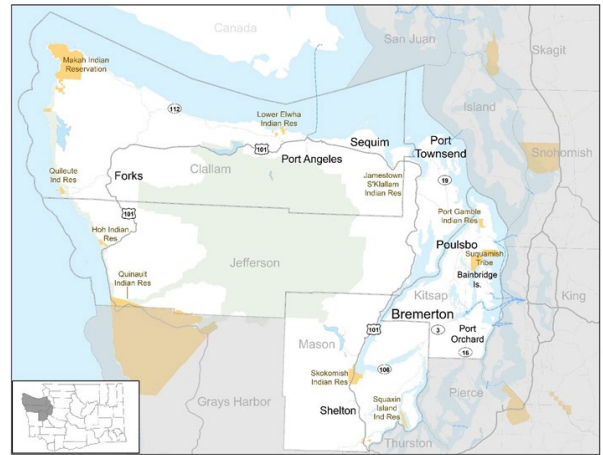 Canada
San Juan
Skagit
Makah Indian
Reservation
Island
112
Lower Elwha
Indian Res
Sequim
Port
Townsend
Snohomish
101
Port Angeles
Quileute
Ind Res
Forks
Clallam
Jamestown
S'Klallam
Indian Res
19
101
Port Gamble
Indian Res
Hoh Indian
Res
Poulsbo
Suquamish
Tribe
Jefferson
Quinault
Indian Res
Bainbridge
Is.
Kitsap
King
Bremerton
101
3
Port
Orchard
Mason
16
106
Skokomish
Indian Res
Pierce
Grays Harbor
Shelton
Squaxin
Island
Ind Res
Thurston